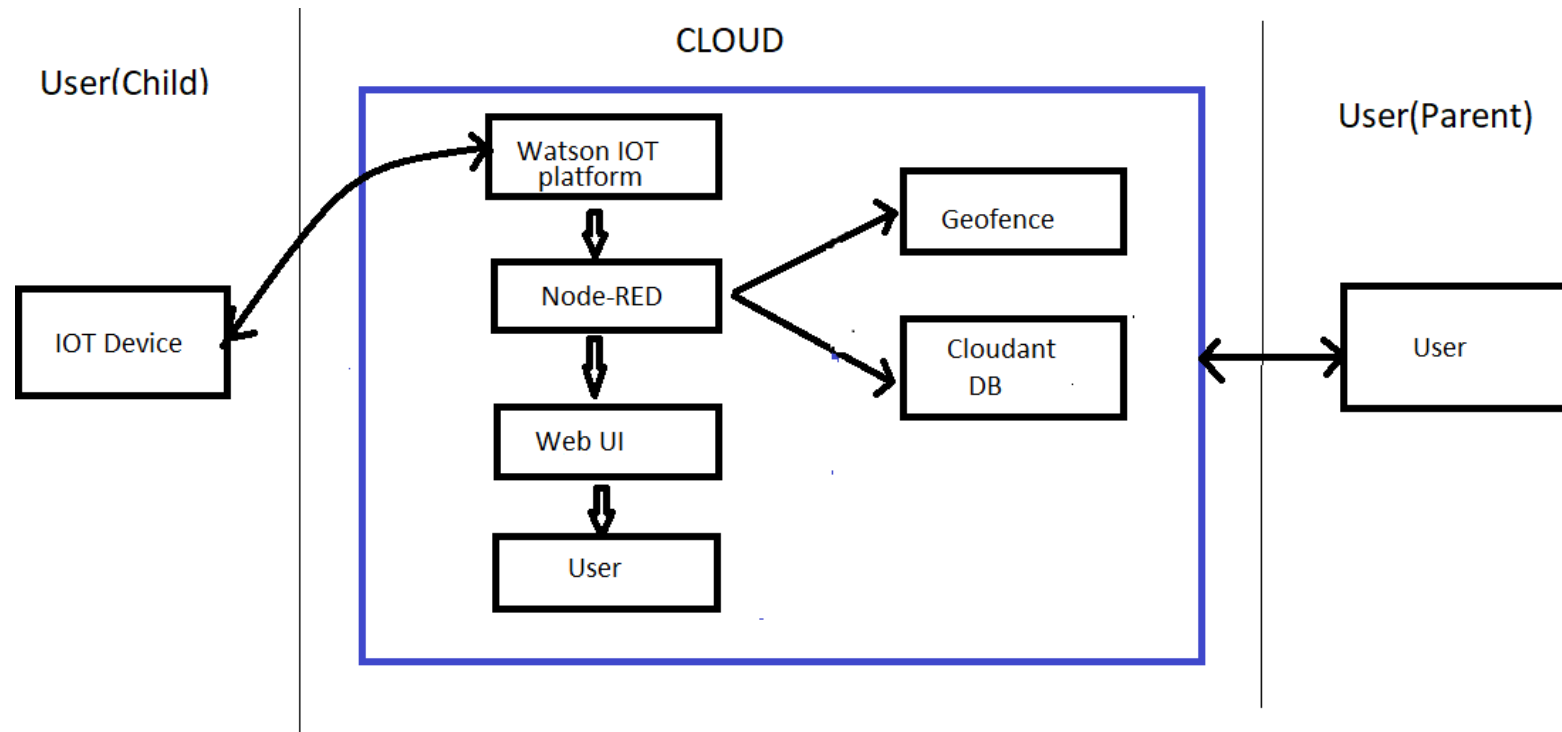 CLOUD
User(Child)
User(Parent)
Watson IOT
platform
Geofence
Node-RED
IOT Device
Cloudant
DB
User
Web UI
User